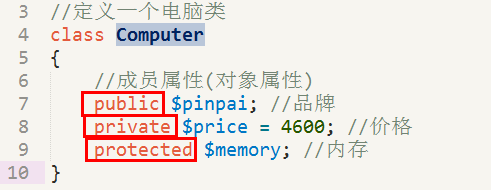 3 //定义一个电脑类
4 class Computer
5 {
6 //成员属性(对象属性)
7 public $pinpai; //品牌
8 private $price = 4600; //价格
9 protected $memory; //内存
10 }